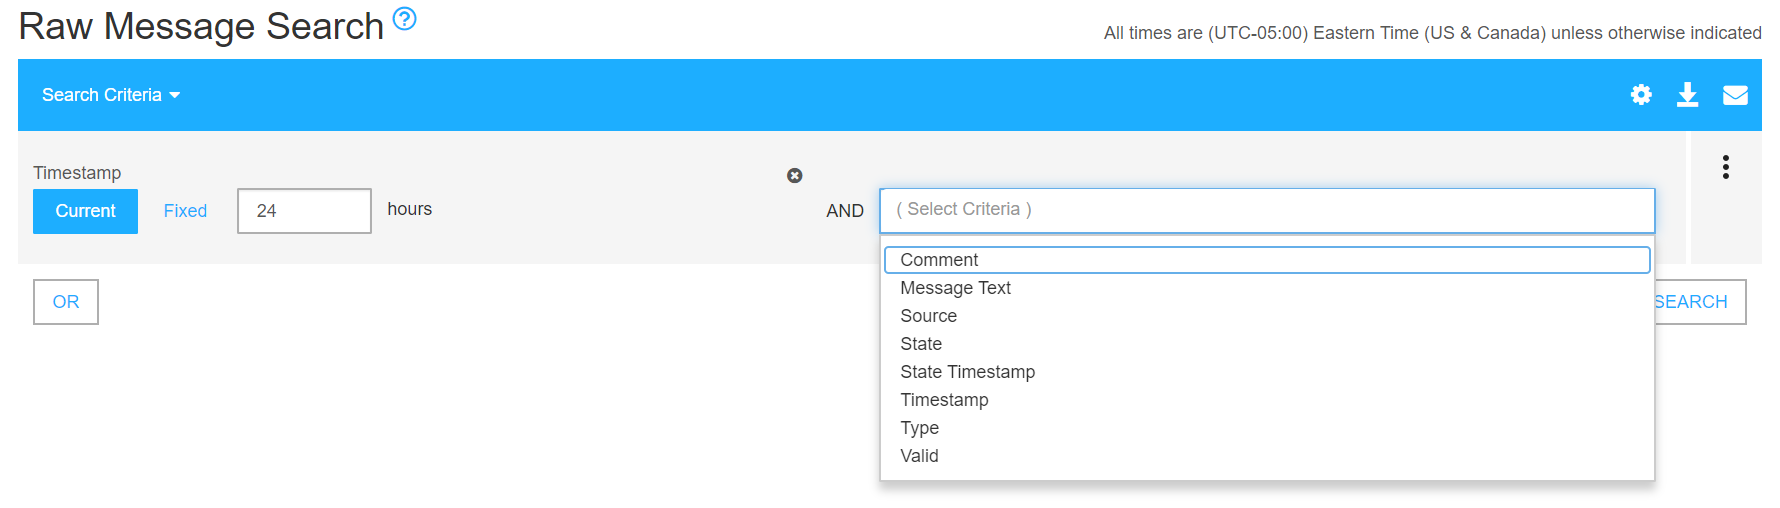 Raw Message Search ?
All times are (UTC-05:00) Eastern Time (US & Canada) unless otherwise indicated
Search Criteria
Timestamp
Current Fixed 24 hours
AND ( Select Criteria )
Comment
Message Text
Source
State
State Timestamp
Timestamp
Type
Valid
OR
SEARCH